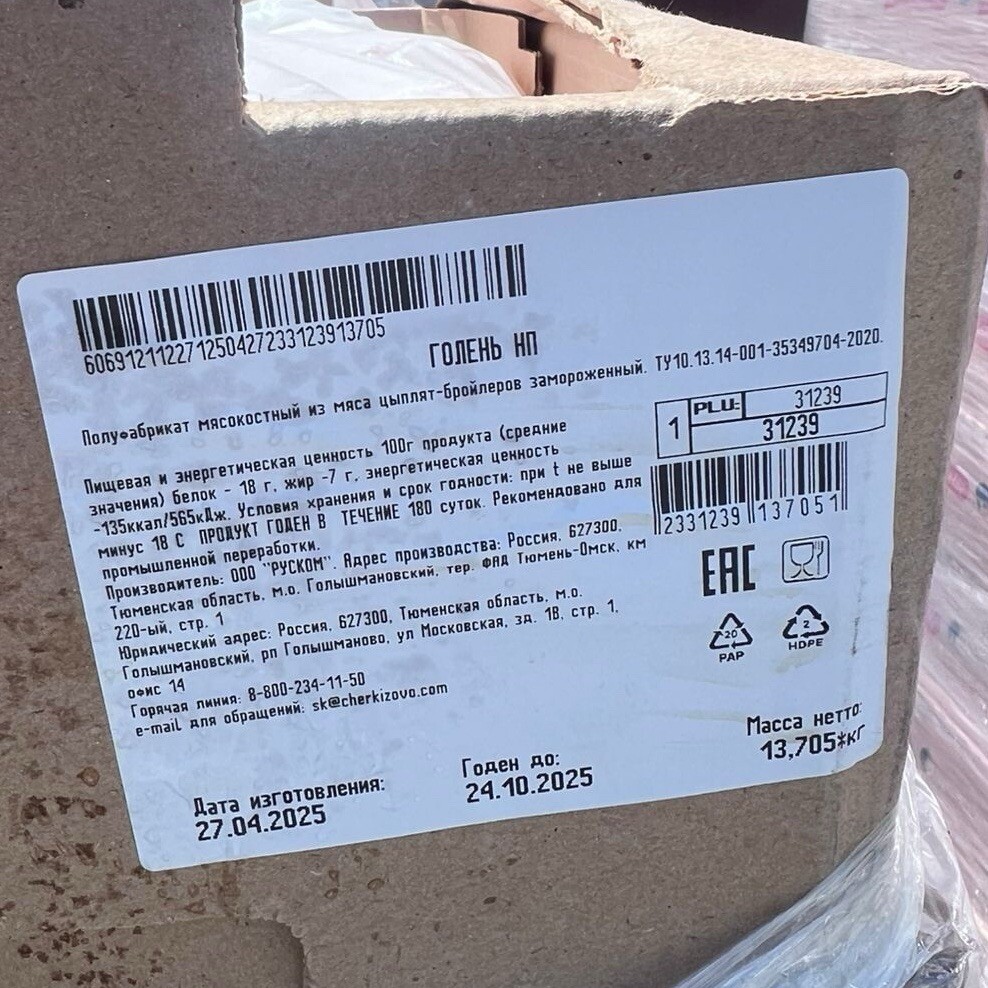 60691211227125042723312391З705
ГОЛЕНЬ НП
Полуфабрикат мясокостный из мяса цыплят-бройлеров замороженный. ТУ10.13.14-001-35349704-2020.
Пищевая и энергетическая ценность 100г продукта (средние
значения) белок - 18 г, жир -7 г, энергетическая ценность
-135ккал/565кДж. Условия хранения и срок годности: при t не выше
минус 18 С ПРОДУКТ ГОДЕН В ТЕЧЕНИЕ 180 суток. Рекомендовано для
промышленной переработки.
Производитель: ООО "РУСКОМ". Адрес производства: Россия, 627300,
Тюменская область, м.о. Голышмановский, тер. ФАД Тюмень-Омск, км
220-ый, стр. 1
Юридический адрес: Россия, 627300, Тюменская область, м.о.
Голышмановский, рп Голышманово, ул Московская, зд. 1В, стр. 1,
офис 14
Горячая линия: 8-800-234-11-50
e-mail для обращений: sk@cherkizovo.com
1
PLU: 31239
31239
2331239 137051
EAC
20
PAP
2
HDPE
Дата изготовления:
27.04.2025
Годен до:
24.10.2025
Масса нетто:
13,705*кг